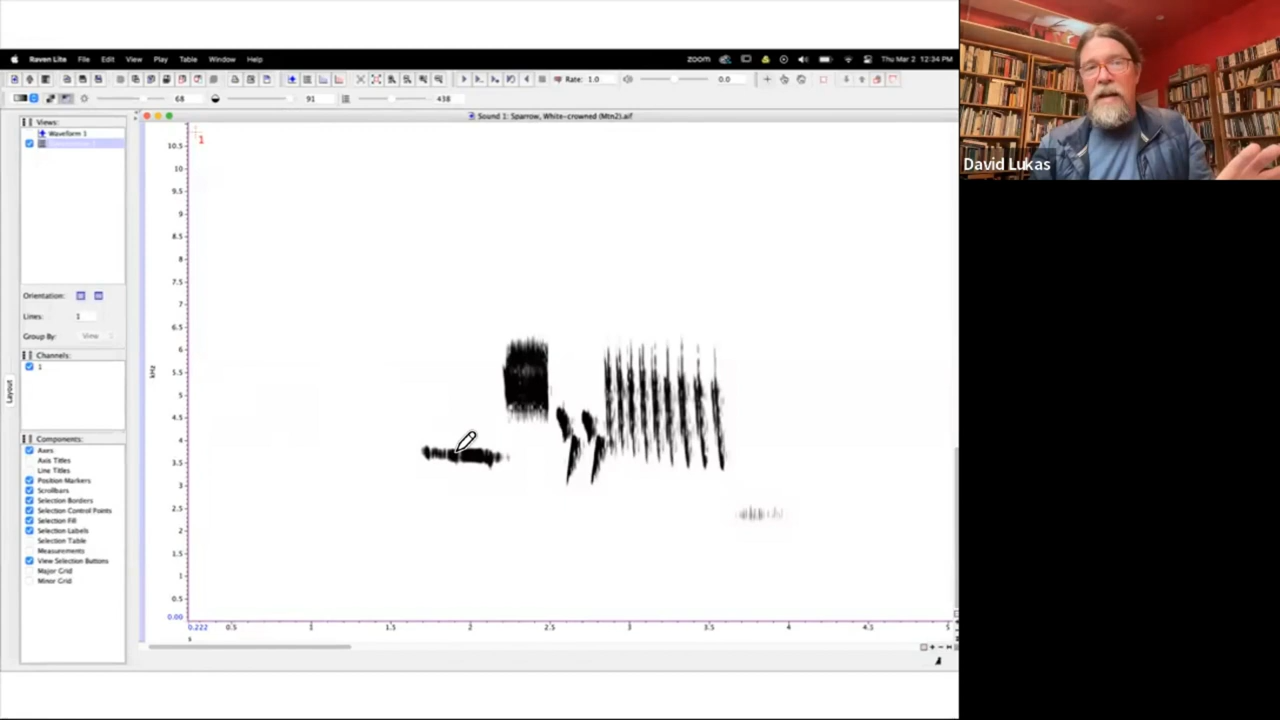 Raven Lite File Edit View Play Table Window Help zoom Thu Mar 2 12:34 PM
Rate: 1.0 0.0
68 91 438
Views:
Waveform 1
Orientation:
Lines: 1
Group By: View
Channels:
1
Layout
Components:
Axes
Axis Titles
Line Titles
Position Markers
Scrollbars
Selection Borders
Selection Control Points
Selection Fill
Selection Labels
Selection Table
Measurements
View Selection Buttons
Major Grid
Minor Grid
Sound 1: Sparrow, White-crowned (Mtn2).aif
1
10.5
10
9.5
9
8.5
8
7.5
7
6.5
6
5.5
5
4.5
4
3.5
3
2.5
2
1.5
1
0.5
0.00
kHz
0.222 0.5 1 1.5 2 2.5 3 3.5 4 4.5 5
s
David Lukas